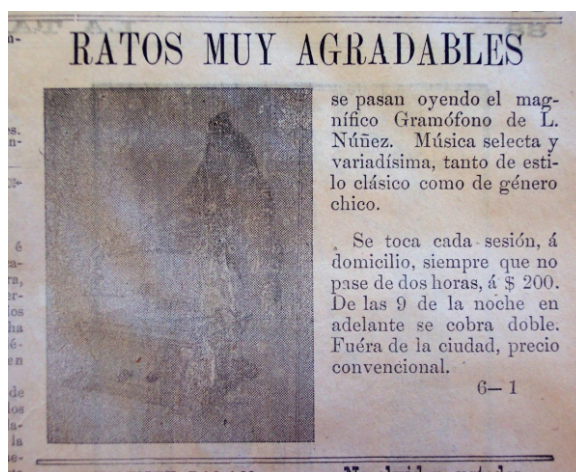 RATOS MUY AGRADABLES
se pasan oyendo el mag-
nífico Gramófono de L.
Núñez. Música selecta y
variadísima, tanto de esti-
lo clásico como de género
chico.
Se toca cada sesión, á
domicilio, siempre que no
pase de dos horas, á $ 200.
De las 9 de la noche en
adelante se cobra doble.
Fuéra de la ciudad, precio
convencional.
6— 1